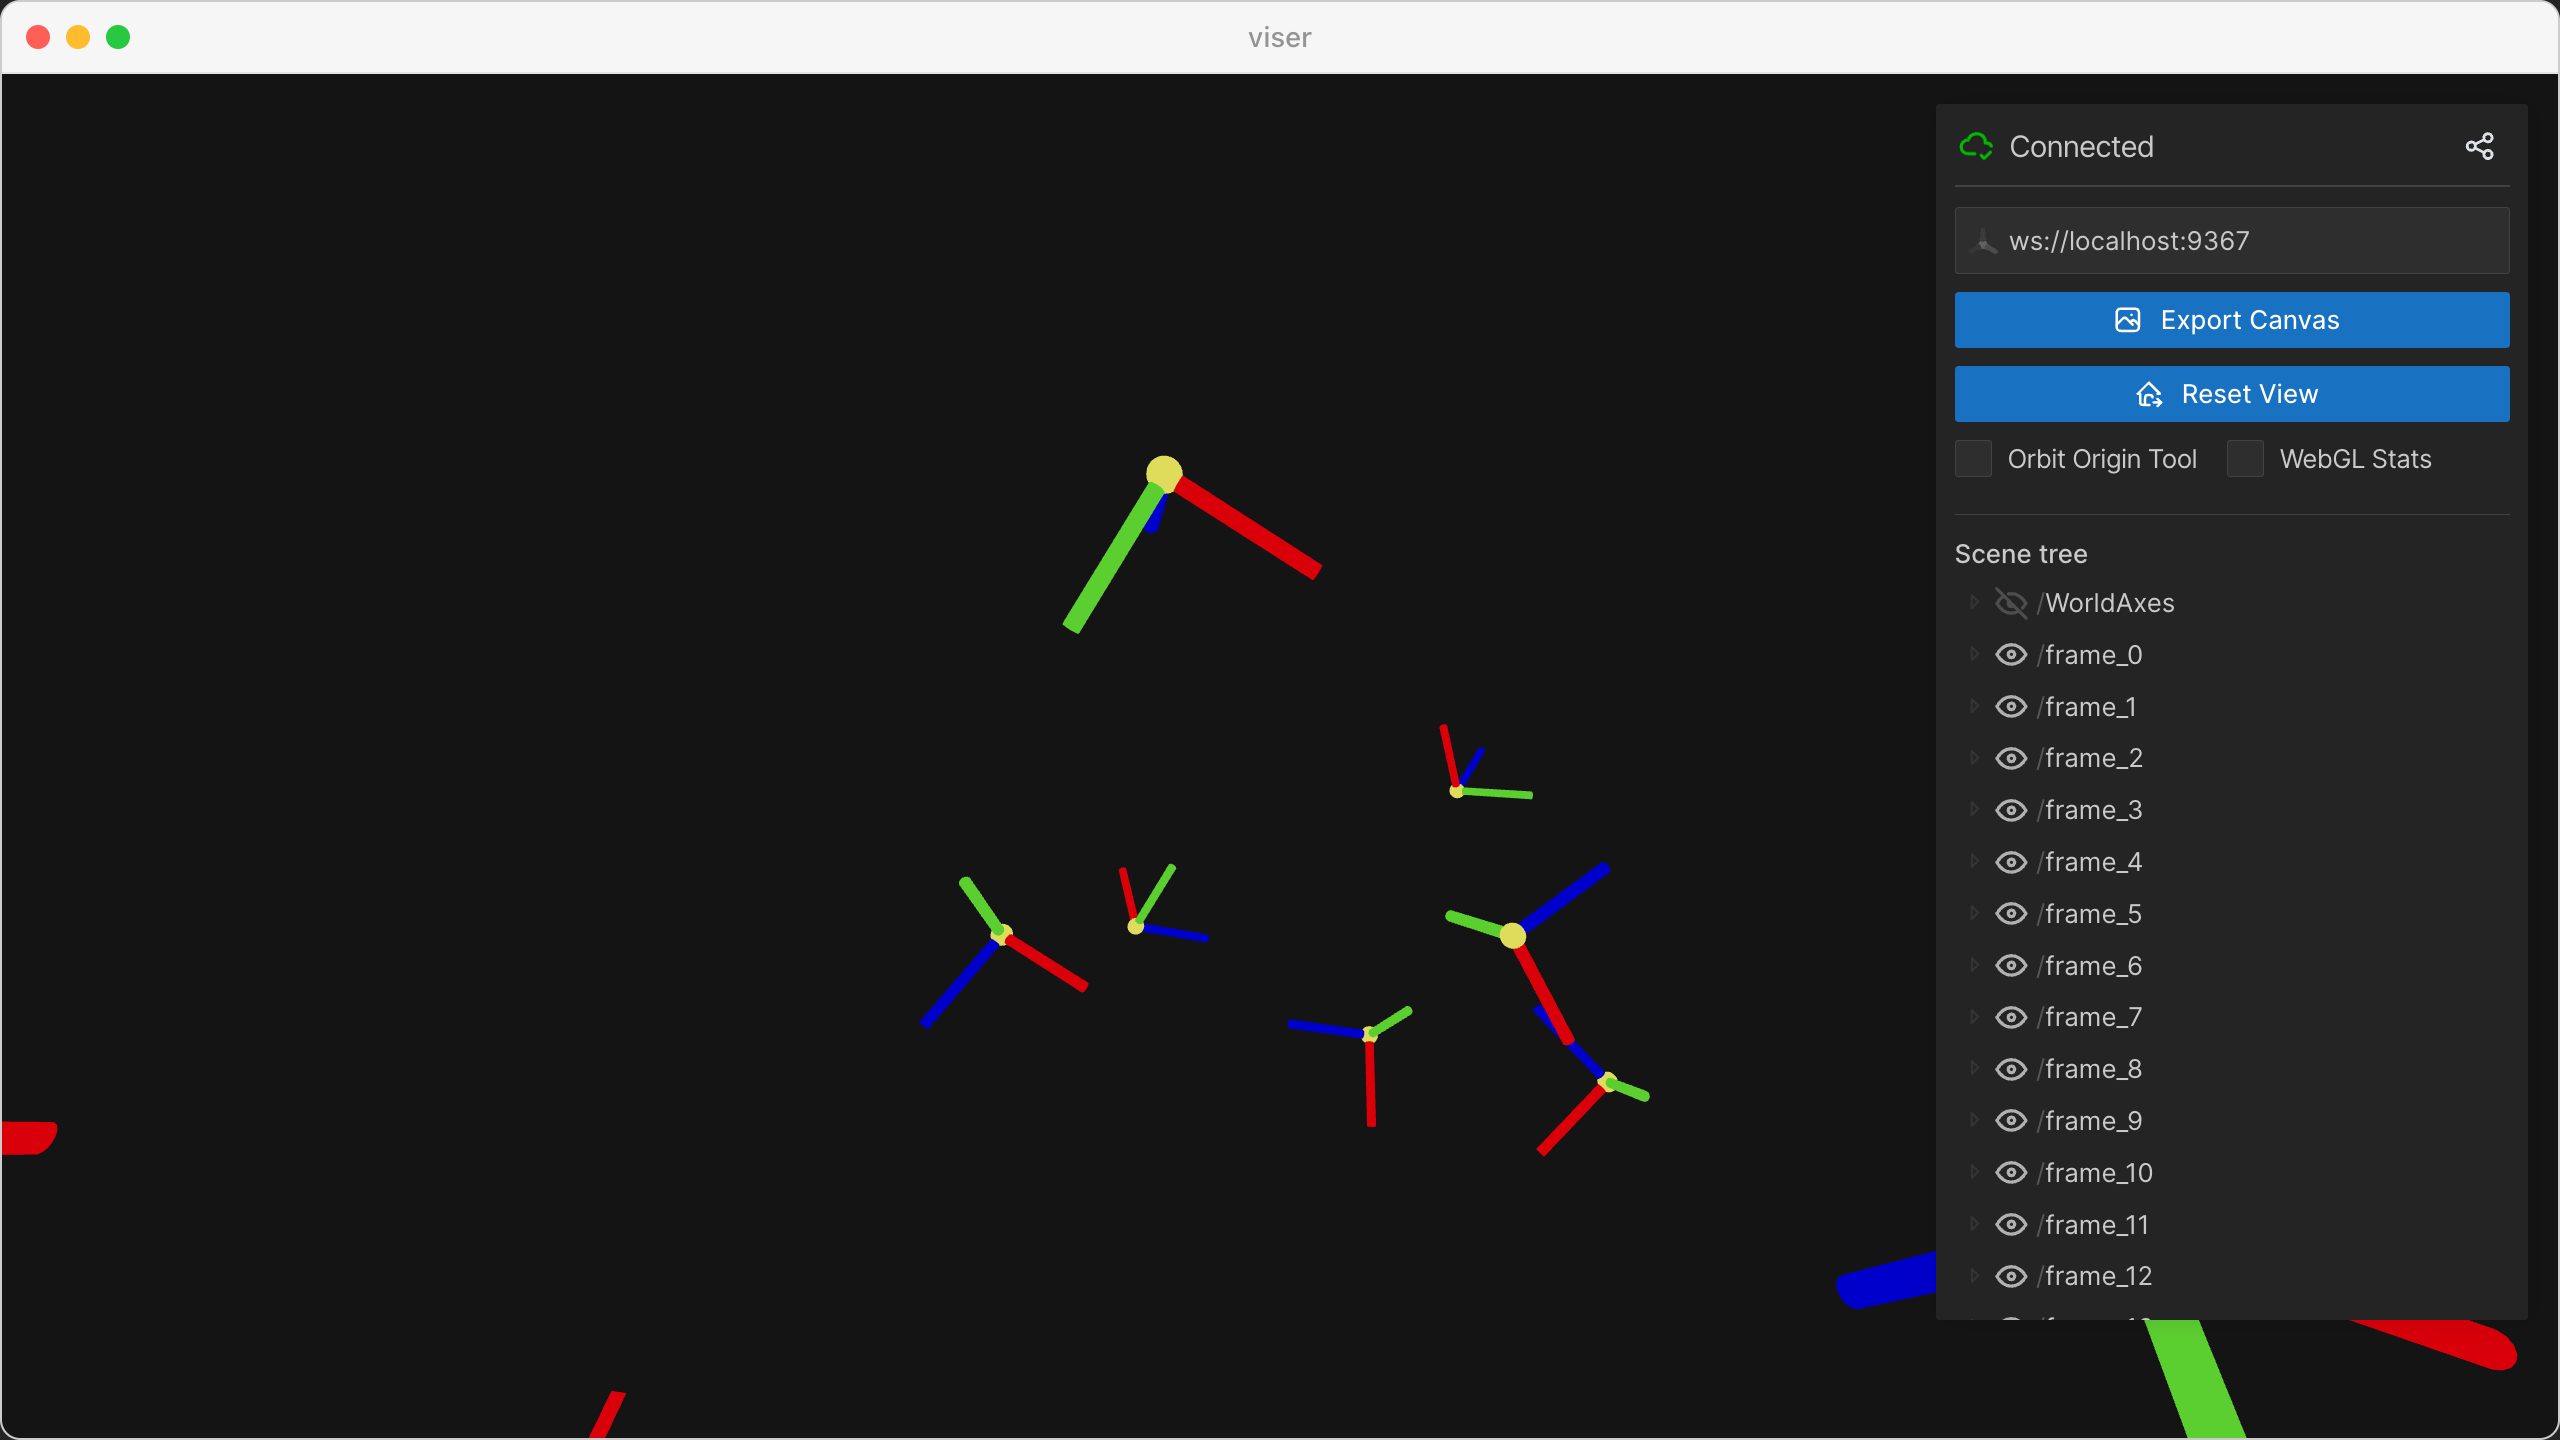 viser
Connected
ws://localhost:9367
Export Canvas
Reset View
Orbit Origin Tool WebGL Stats
Scene tree
/WorldAxes
/frame_0
/frame_1
/frame_2
/frame_3
/frame_4
/frame_5
/frame_6
/frame_7
/frame_8
/frame_9
/frame_10
/frame_11
/frame_12